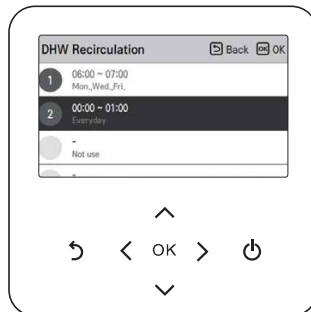 DHW Recirculation Back OK OK
1 06:00 ~ 07:00
Mon.,Wed.,Fri.
2 00:00 ~ 01:00
Everyday
-
Not use
-
OK